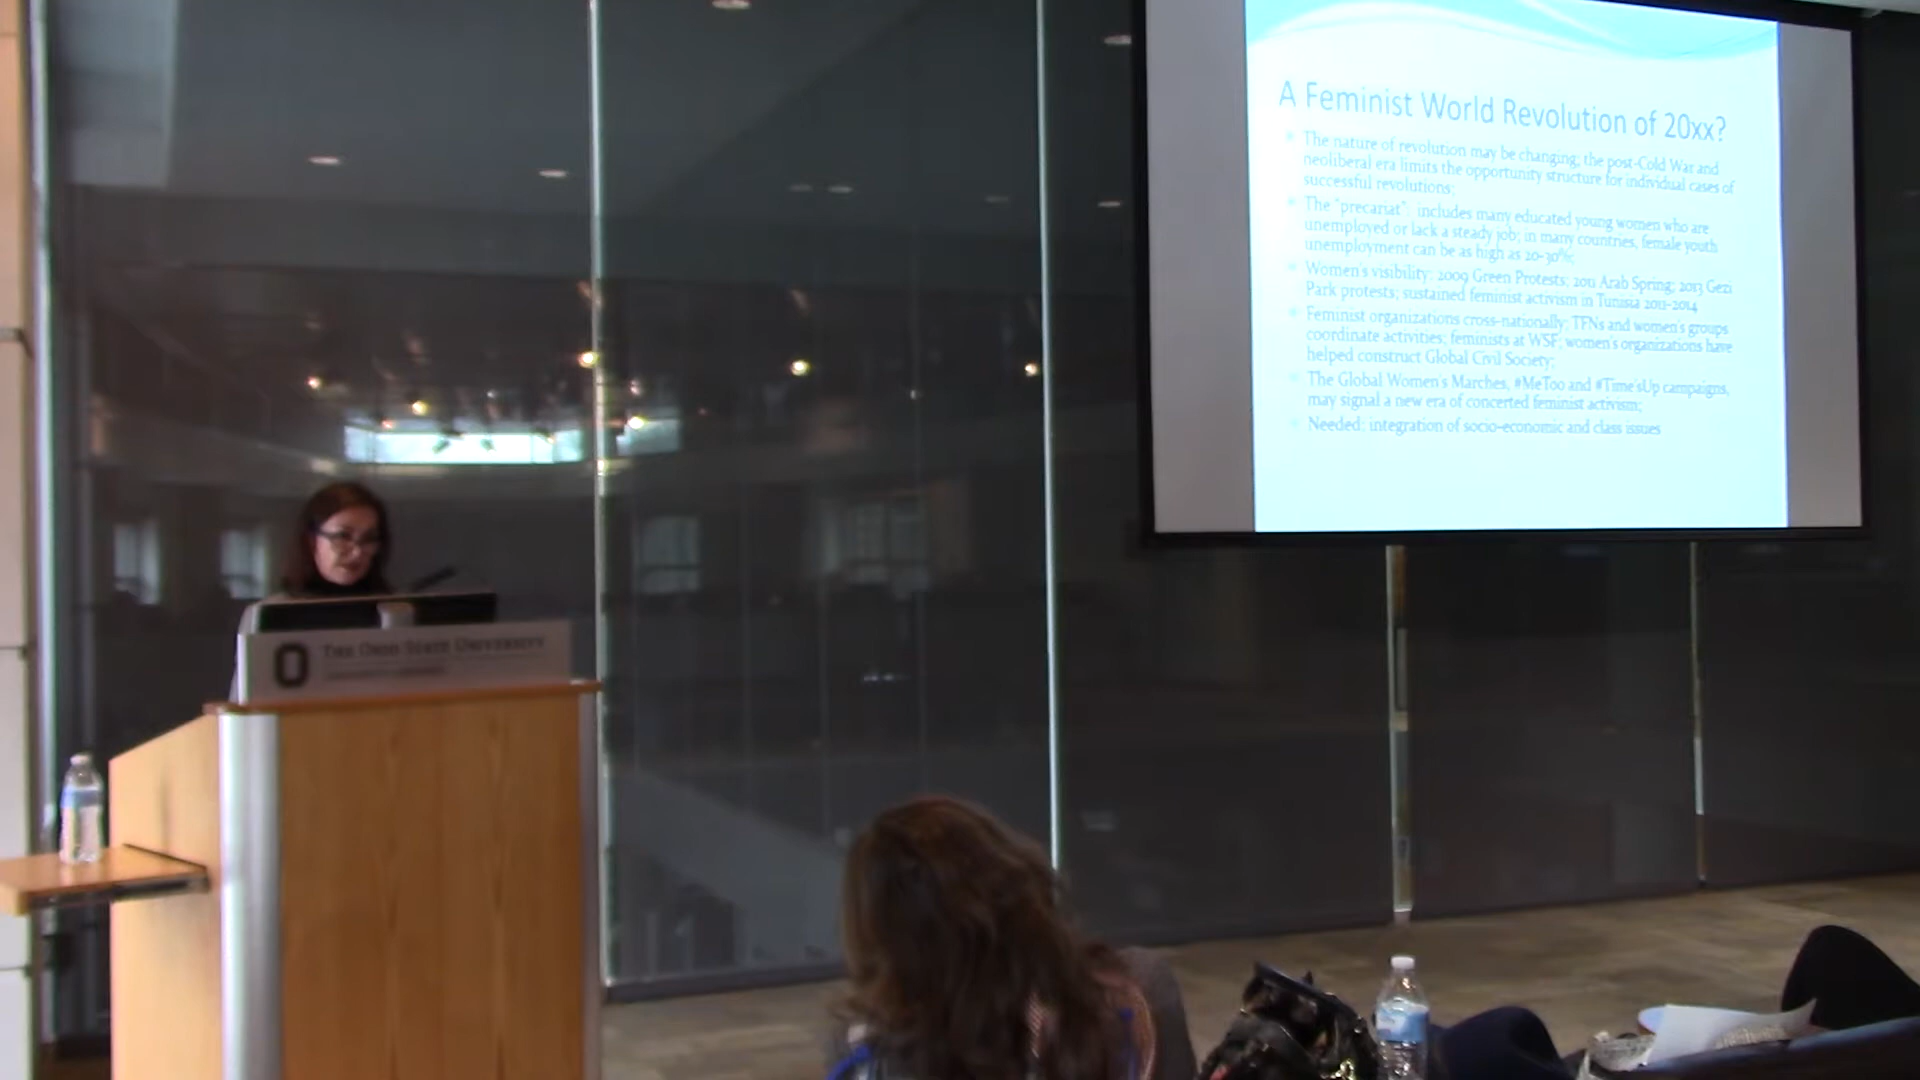 A Feminist World Revolution of 20xx?
The nature of revolution may be changing; the post-Cold War and
neoliberal era limits the opportunity structure for individual cases of
successful revolutions;
The "precariat": includes many educated young women who are
unemployed or lack a steady job; in many countries, female youth
unemployment can be as high as 20-30%;
Women's visibility: 2009 Green Protests; 2011 Arab Spring; 2013 Gezi
Park protests; sustained feminist activism in Tunisia 2011-2014
Feminist organizations cross-nationally: TFNs and women's groups
coordinate activities; feminists at WSF; women's organizations have
helped construct Global Civil Society;
The Global Women's Marches, #MeToo and #Time'sUp campaigns,
may signal a new era of concerted feminist activism;
Needed: integration of socio-economic and class issues
THE OHIO STATE UNIVERSITY